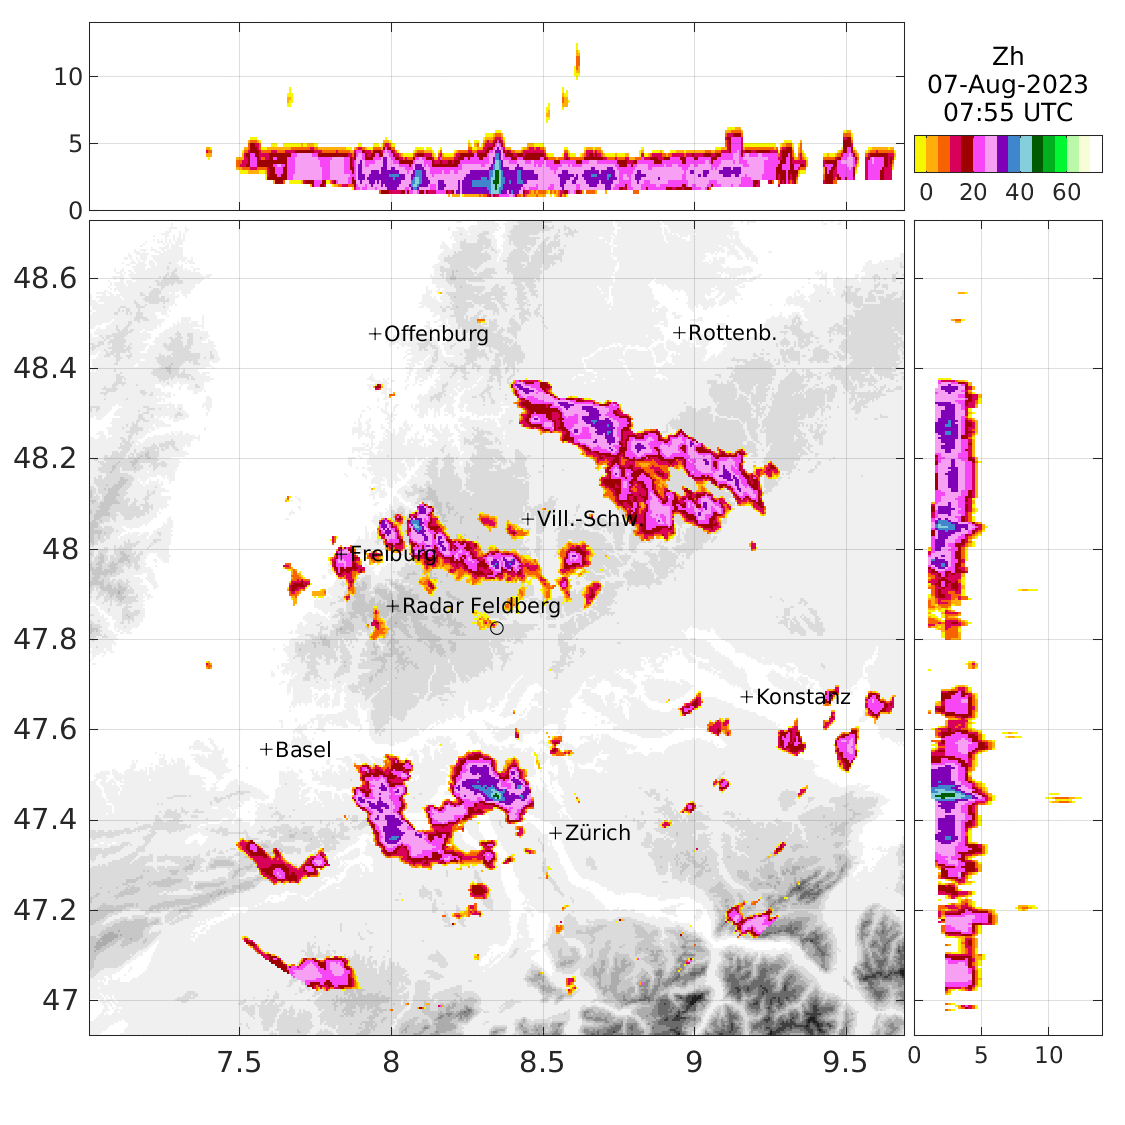 Zh
07-Aug-2023
07:55 UTC
0 20 40 60
10
5
0
48.6
48.4
48.2
48
47.8
47.6
47.4
47.2
47
+Offenburg
+Rottenb.
+Vill.-Schw
+Freiburg
+Radar Feldberg
+Konstanz
+Basel
+Zürich
7.5 8 8.5 9 9.5
0 5 10